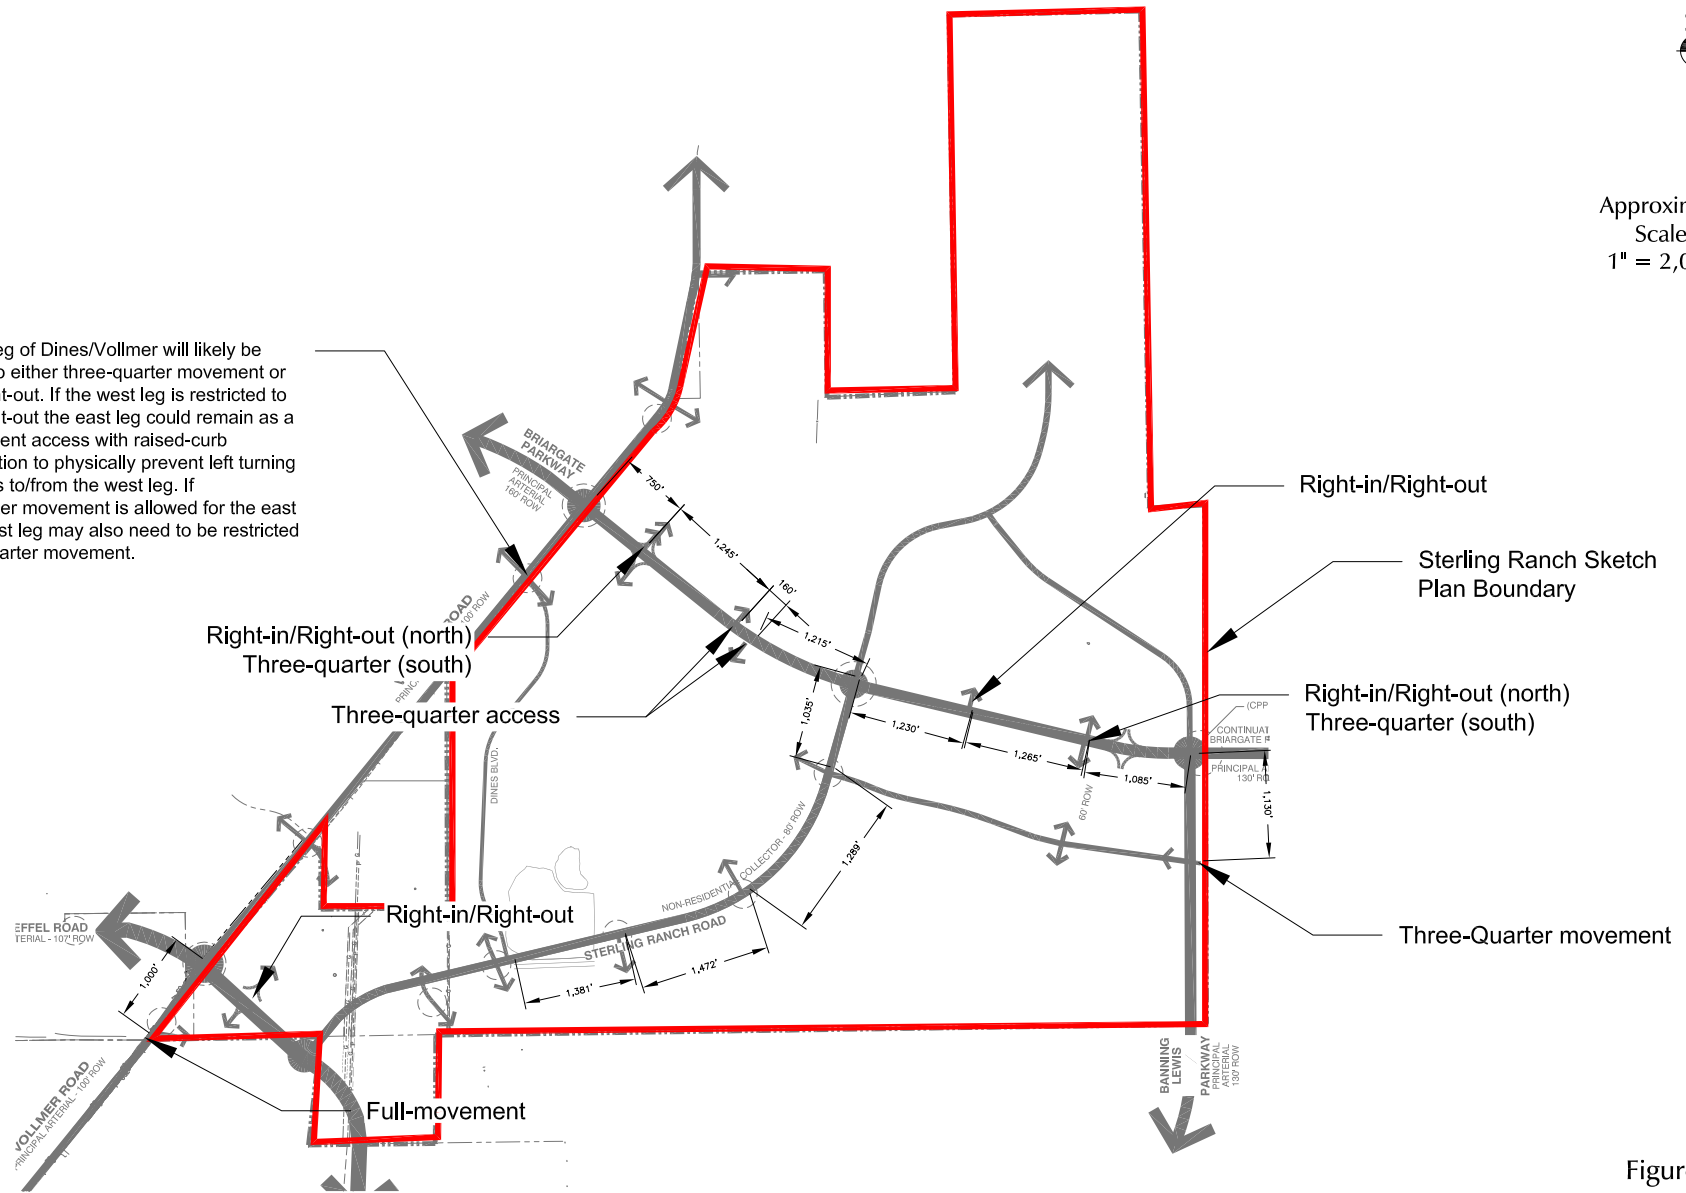 Approxin
Scale
1" = 2,0
eg of Dines/Vollmer will likely be
o either three-quarter movement or
ht-out. If the west leg is restricted to
t-out the east leg could remain as a
ent access with raised-curb
tion to physically prevent left turning
s to/from the west leg. If
er movement is allowed for the east
st leg may also need to be restricted
arter movement.
BRIARGATE
PARKWAY
PRINCIPAL
ARTERIAL
160' ROW
750'
1,245'
160'
1,215'
Right-in/Right-out
Sterling Ranch Sketch
Plan Boundary
ROAD
100' ROW
PRINC
Right-in/Right-out (north)
Three-quarter (south)
Three-quarter access
1,035'
1,230'
1,265'
1,085'
Right-in/Right-out (north)
Three-quarter (south)
(CPP
CONTINUAT
BRIARGATE P
PRINCIPAL A
130' RO
1,130'
60' ROW
DINES BLVD.
1,289'
NON-RESIDENTIAL COLLECTOR - 80' ROW
STERLING RANCH ROAD
1,472'
1,381'
Right-in/Right-out
EFFEL ROAD
TERIAL - 107' ROW
1,000'
Three-Quarter movement
VOLLMER ROAD
PRINCIPAL ARTERIAL - 100' ROW
Full-movement
BANNING
LEWIS
PARKWAY
PRINCIPAL
ARTERIAL
130' ROW
Figur